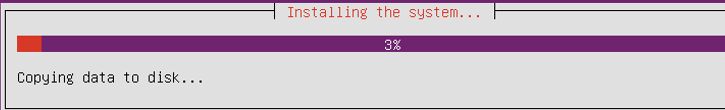 Installing the system...
3%
Copying data to disk...